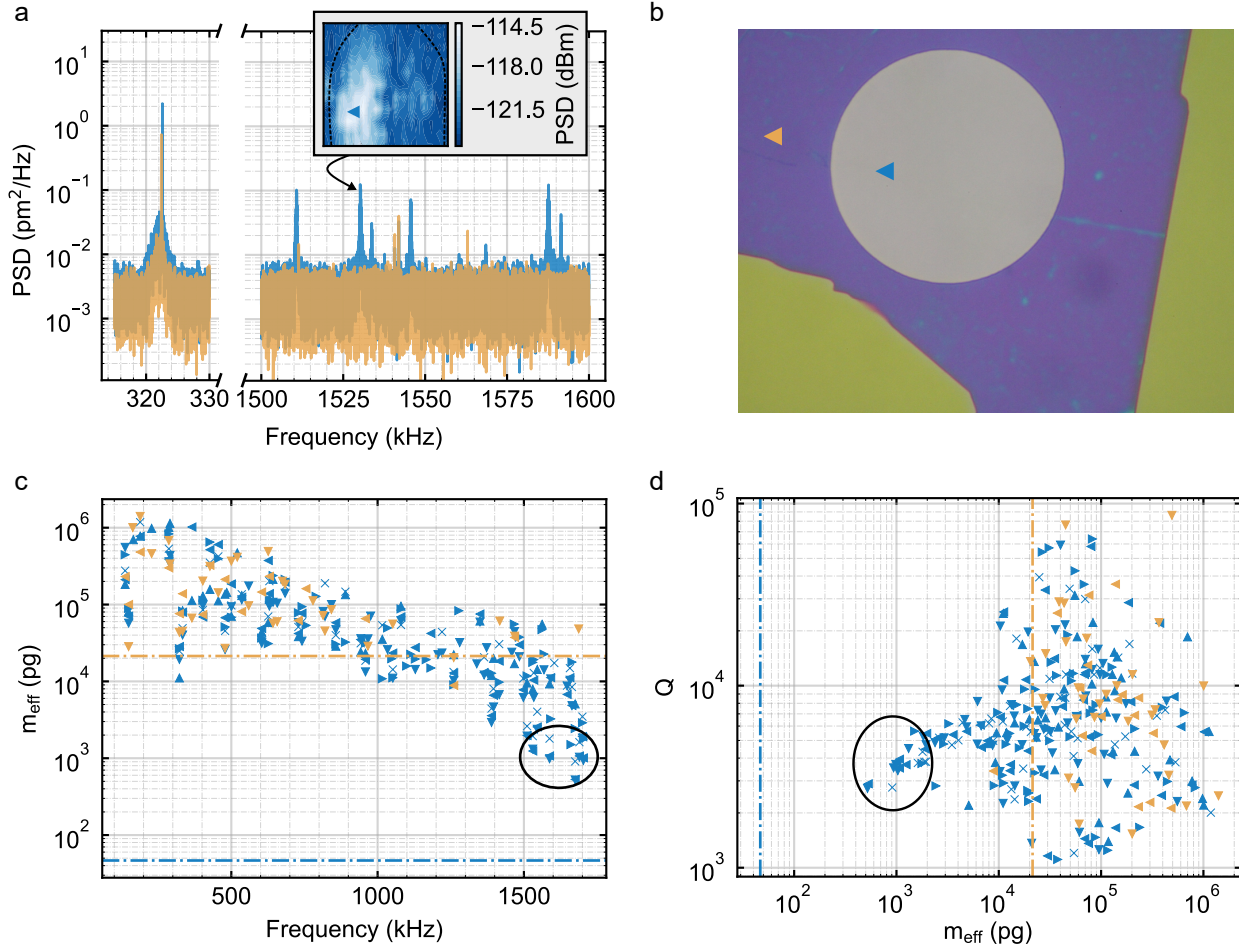 a
PSD (pm²/Hz)
10¹
10⁰
10⁻¹
10⁻²
10⁻³
320
330
1500
1525
1550
1575
1600
Frequency (kHz)
−114.5
−118.0
−121.5
PSD (dBm)
b
c
m_eff (pg)
10⁶
10⁵
10⁴
10³
10²
500
1000
1500
Frequency (kHz)
d
Q
10⁵
10⁴
10³
10²
10³
10⁴
10⁵
10⁶
m_eff (pg)